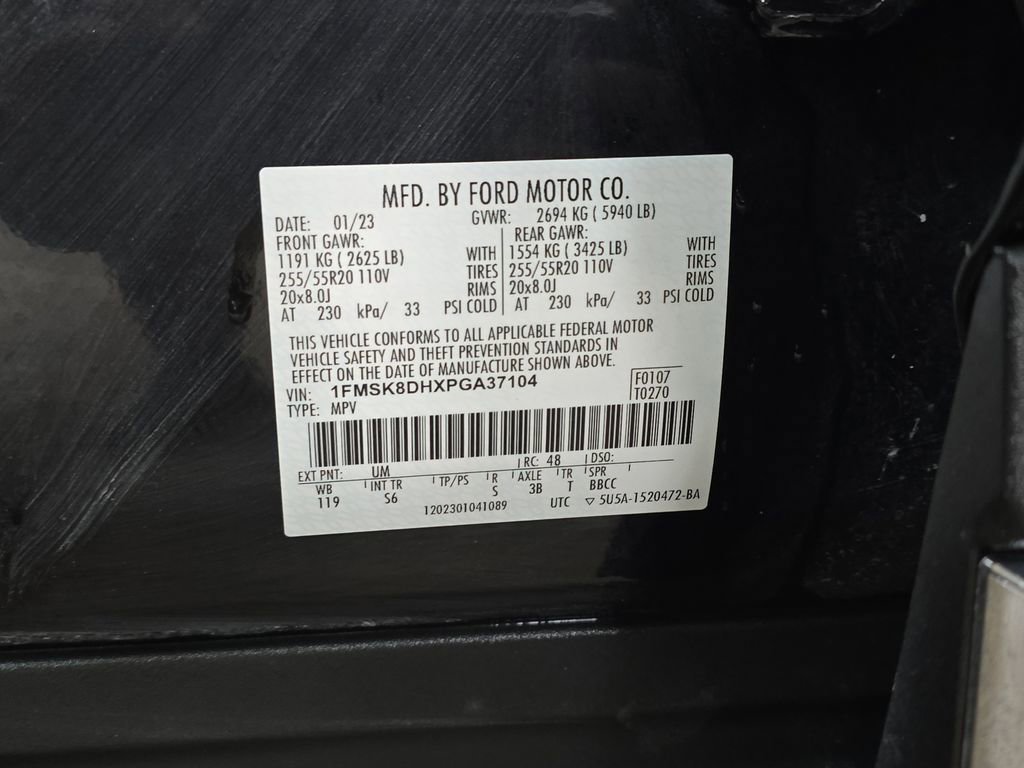 MFD. BY FORD MOTOR CO.
DATE: 01/23 GVWR: 2694 KG ( 5940 LB)
FRONT GAWR: REAR GAWR:
1191 KG ( 2625 LB) WITH 1554 KG ( 3425 LB) WITH
255/55R20 110V TIRES 255/55R20 110V TIRES
20x8.0J RIMS 20x8.0J RIMS
AT 230 kPa/ 33 PSI COLD AT 230 kPa/ 33 PSI COLD
THIS VEHICLE CONFORMS TO ALL APPLICABLE FEDERAL MOTOR
VEHICLE SAFETY AND THEFT PREVENTION STANDARDS IN
EFFECT ON THE DATE OF MANUFACTURE SHOWN ABOVE.
VIN: 1FMSK8DHXPGA37104 F0107
TYPE: MPV T0270
EXT PNT: UM RC: 48 DSO:
WB INT TR TP/PS R AXLE TR SPR
119 S6 S 3B T BBCC
1202301041089 UTC ▽ 5U5A-1520472-BA